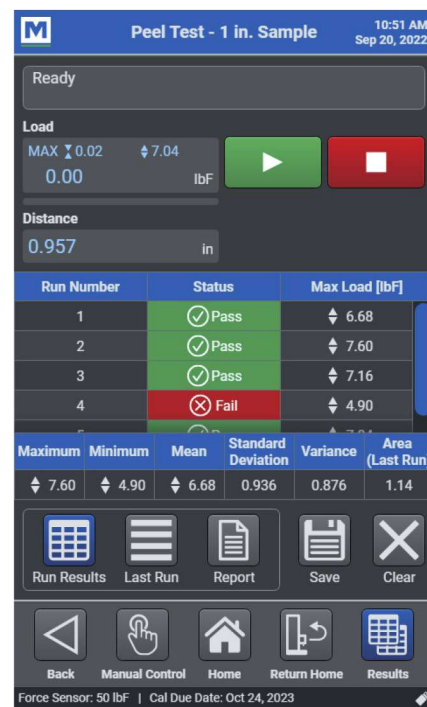 M
Peel Test - 1 in. Sample
10:51 AM
Sep 20, 2022
Ready
Load
MAX 0.02 7.04
0.00 lbF
Distance
0.957 in
Run Number Status Max Load [lbF]
1 Pass 6.68
2 Pass 7.60
3 Pass 7.16
4 Fail 4.90
Maximum Minimum Mean Standard Deviation Variance Area (Last Run
7.60 4.90 6.68 0.936 0.876 1.14
Run Results Last Run Report Save Clear
Back Manual Control Home Return Home Results
Force Sensor: 50 lbF | Cal Due Date: Oct 24, 2023